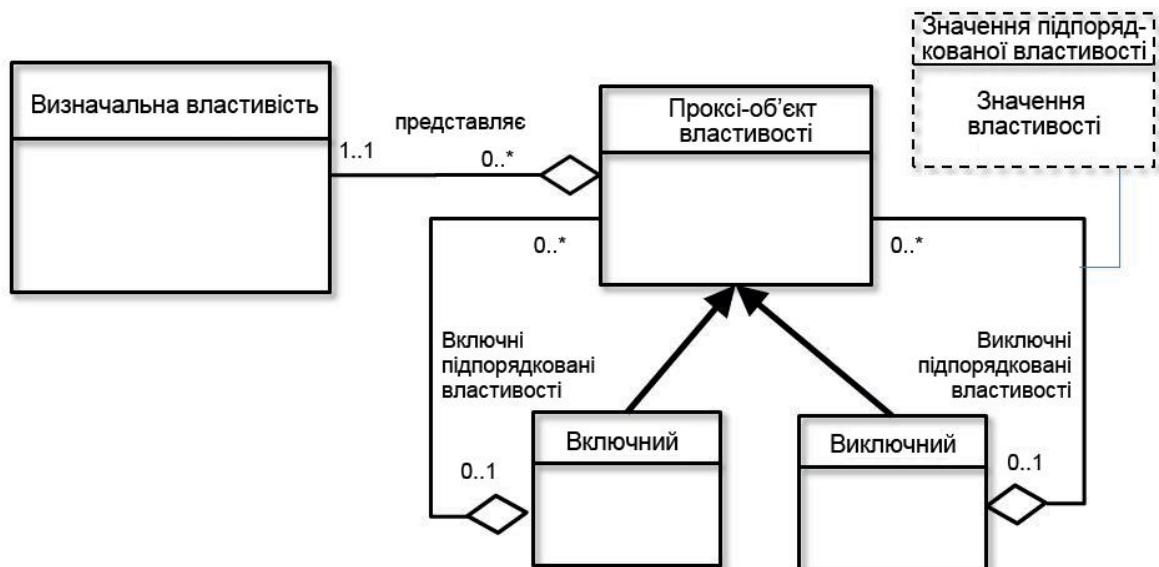 Значення підпоряд-
кованої властивості
Значення
властивості
Визначальна властивість
Проксі-об’єкт
властивості
представляє
1..1
0..*
0..*
0..*
Включні
підпорядковані
властивості
Виключні
підпорядковані
властивості
Включний
Виключний
0..1
0..1